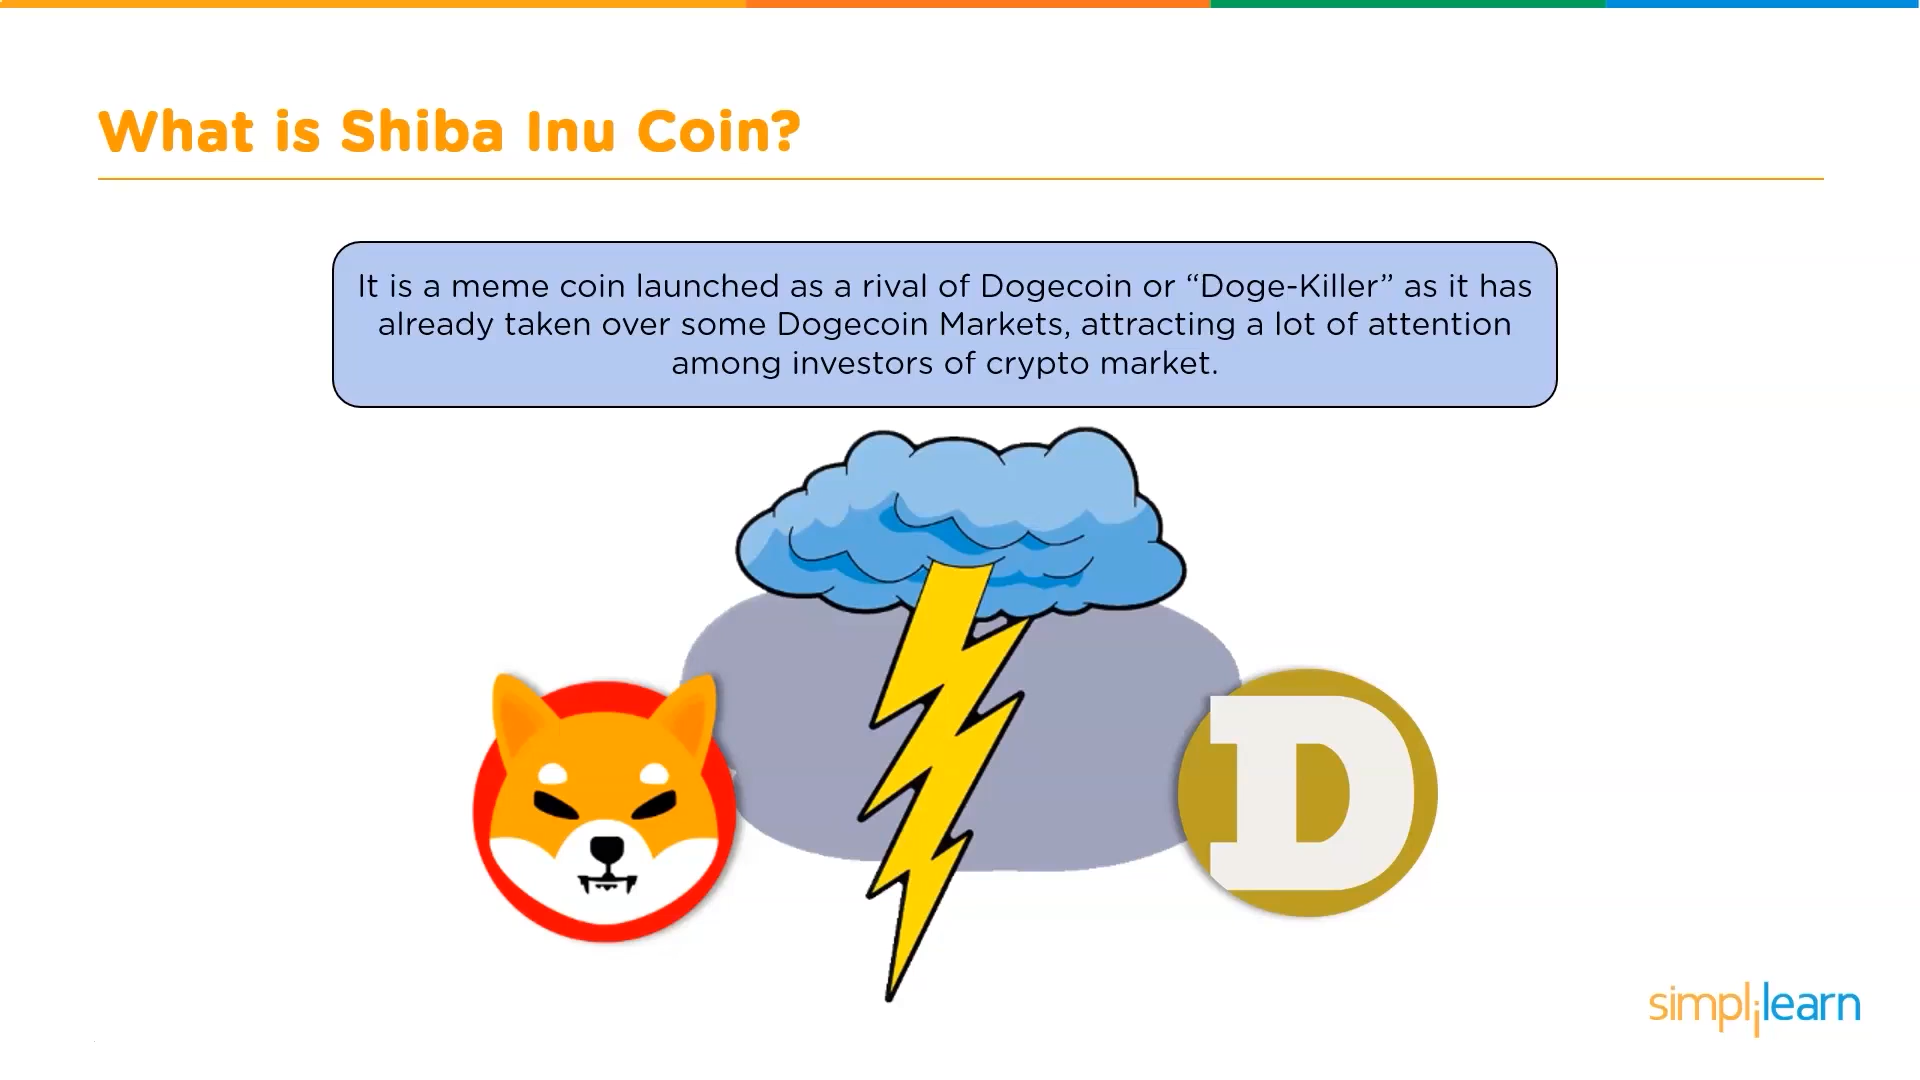 What is Shiba Inu Coin?
It is a meme coin launched as a rival of Dogecoin or “Doge-Killer” as it has
already taken over some Dogecoin Markets, attracting a lot of attention
among investors of crypto market.
D
simplilearn